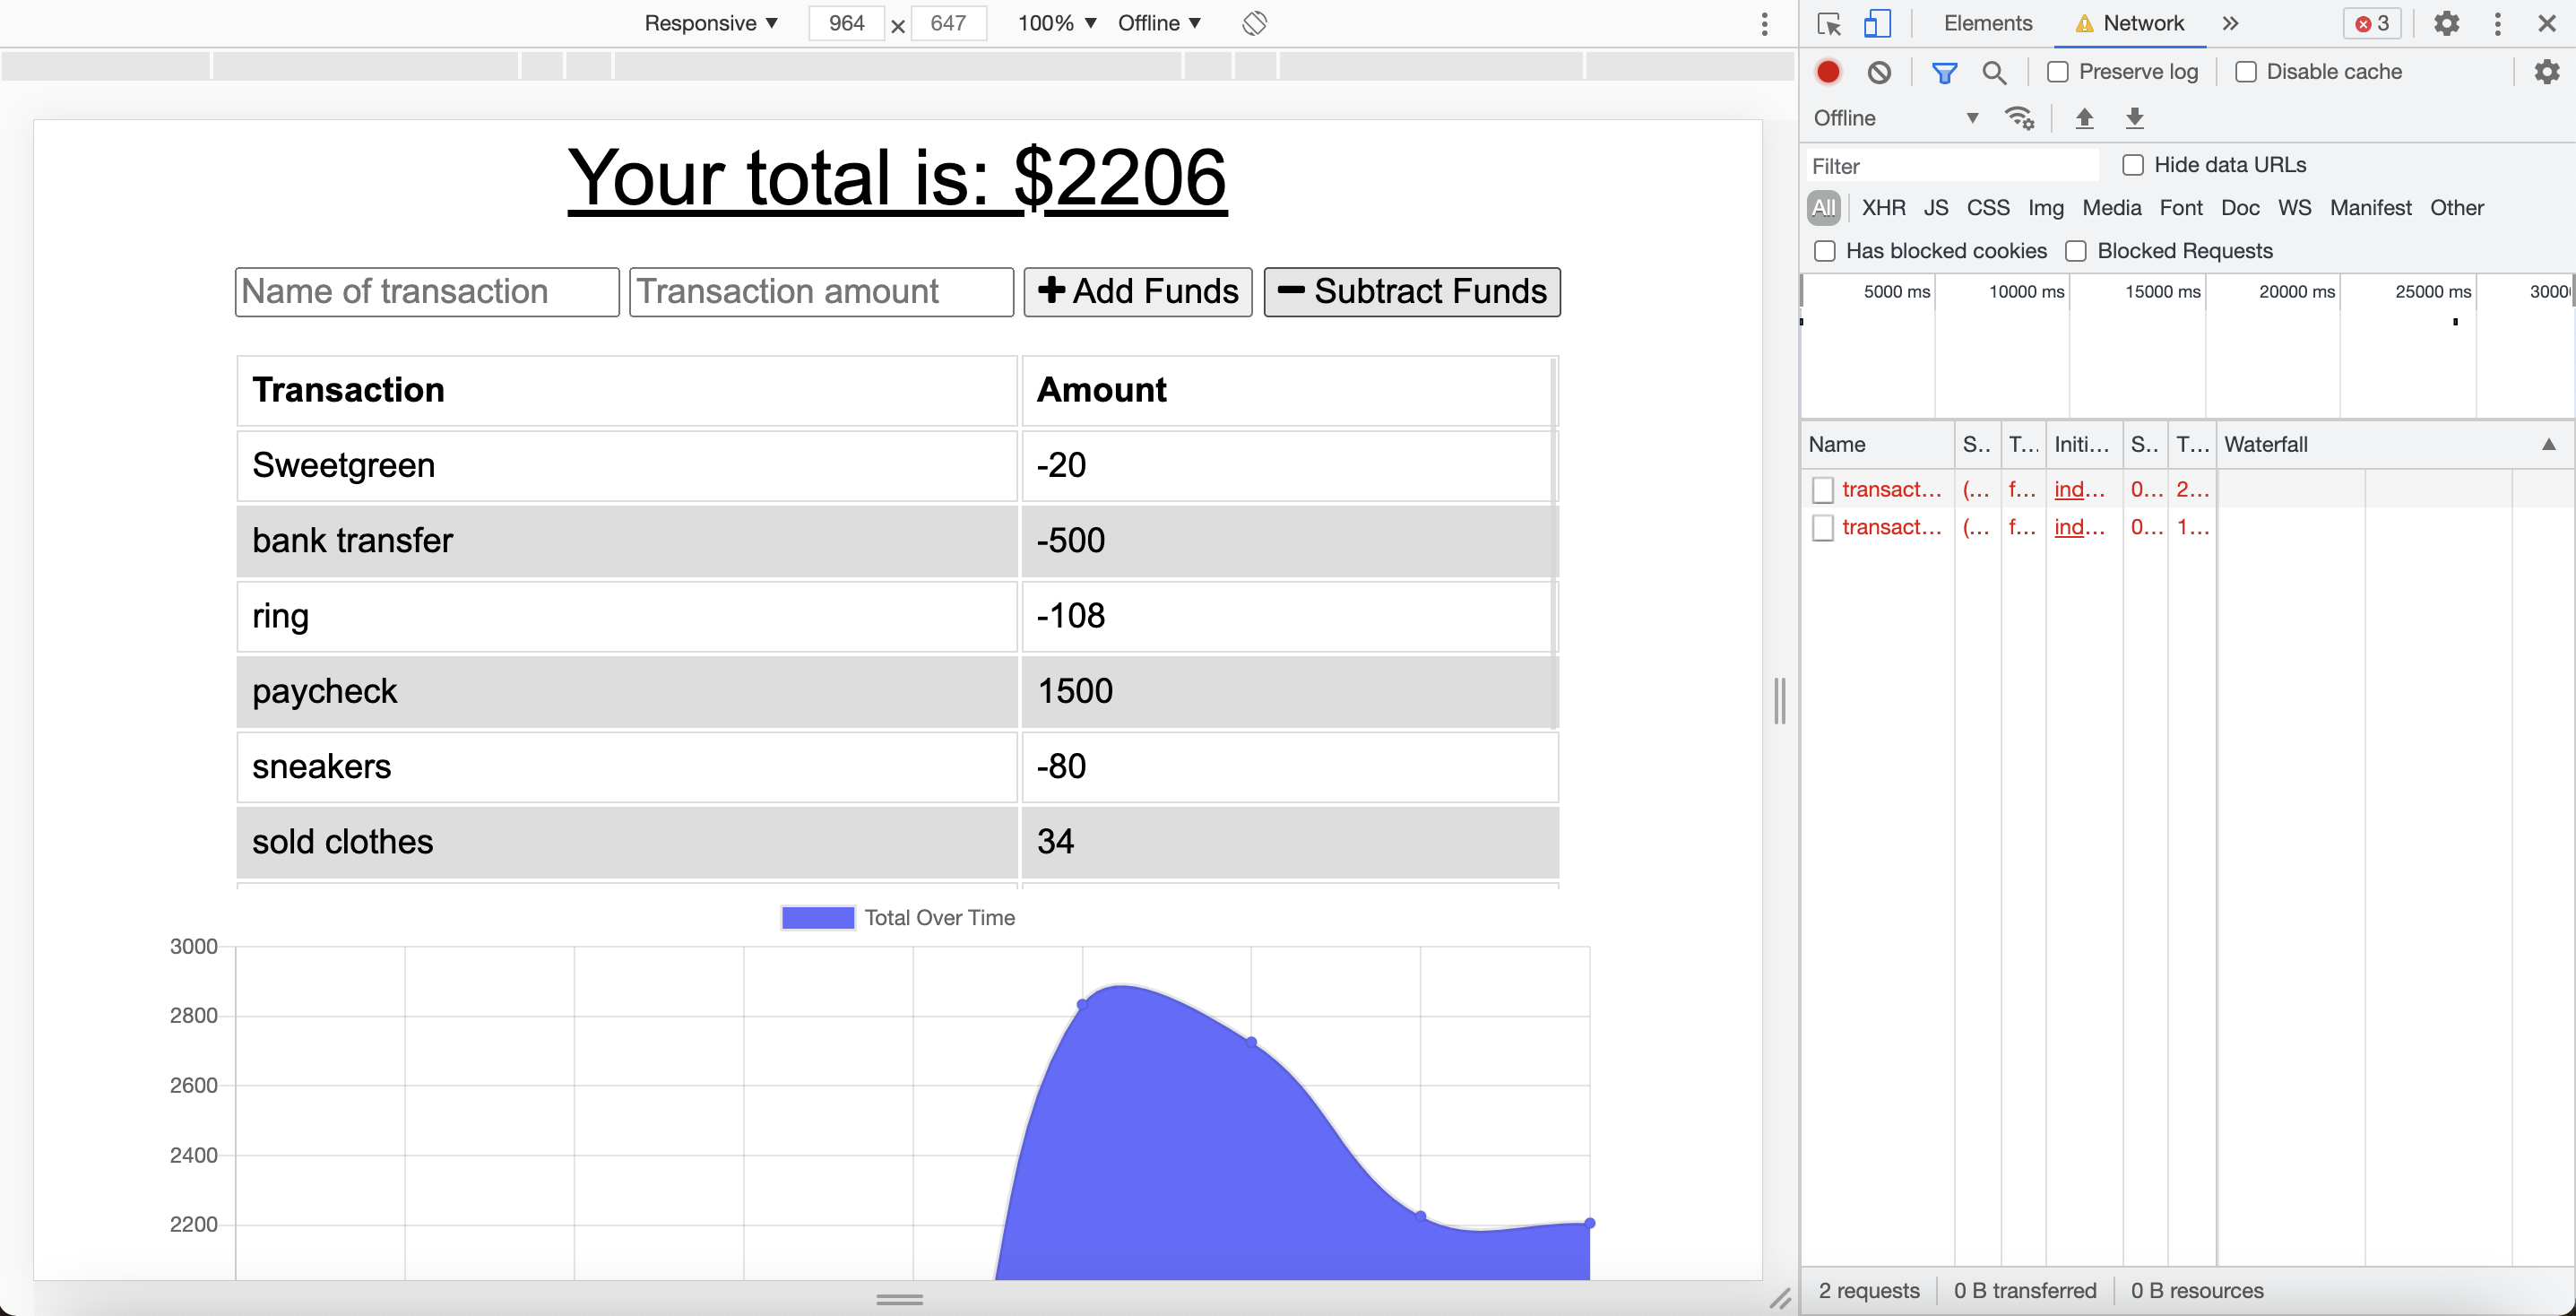 Responsive ▼ 964 × 647 100% ▼ Offline ▼
Your total is: $2206
Name of transaction Transaction amount Add Funds Subtract Funds
Transaction Amount
Sweetgreen -20
bank transfer -500
ring -108
paycheck 1500
sneakers -80
sold clothes 34
Total Over Time
3000
2800
2600
2400
2200
Elements Network 3
Preserve log Disable cache
Offline ▼
Filter Hide data URLs
All XHR JS CSS Img Media Font Doc WS Manifest Other
Has blocked cookies Blocked Requests
5000 ms 10000 ms 15000 ms 20000 ms 25000 ms 3000
Name S.. T... Initi... S.. T... Waterfall ▲
transact... (... f... ind... 0... 2...
transact... (... f... ind... 0... 1...
2 requests 0 B transferred 0 B resources